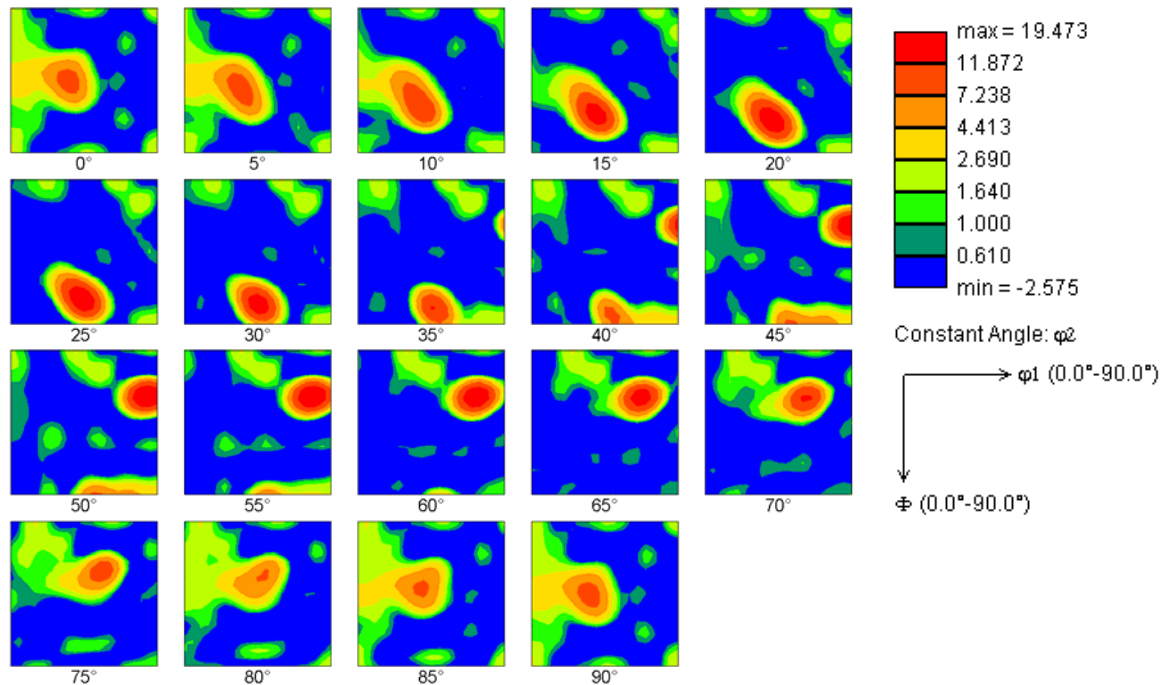 0° 5° 10° 15° 20°
25° 30° 35° 40° 45°
50° 55° 60° 65° 70°
75° 80° 85° 90°
max = 19.473
11.872
7.238
4.413
2.690
1.640
1.000
0.610
min = -2.575
Constant Angle: φ2
φ1 (0.0°-90.0°)
Φ (0.0°-90.0°)